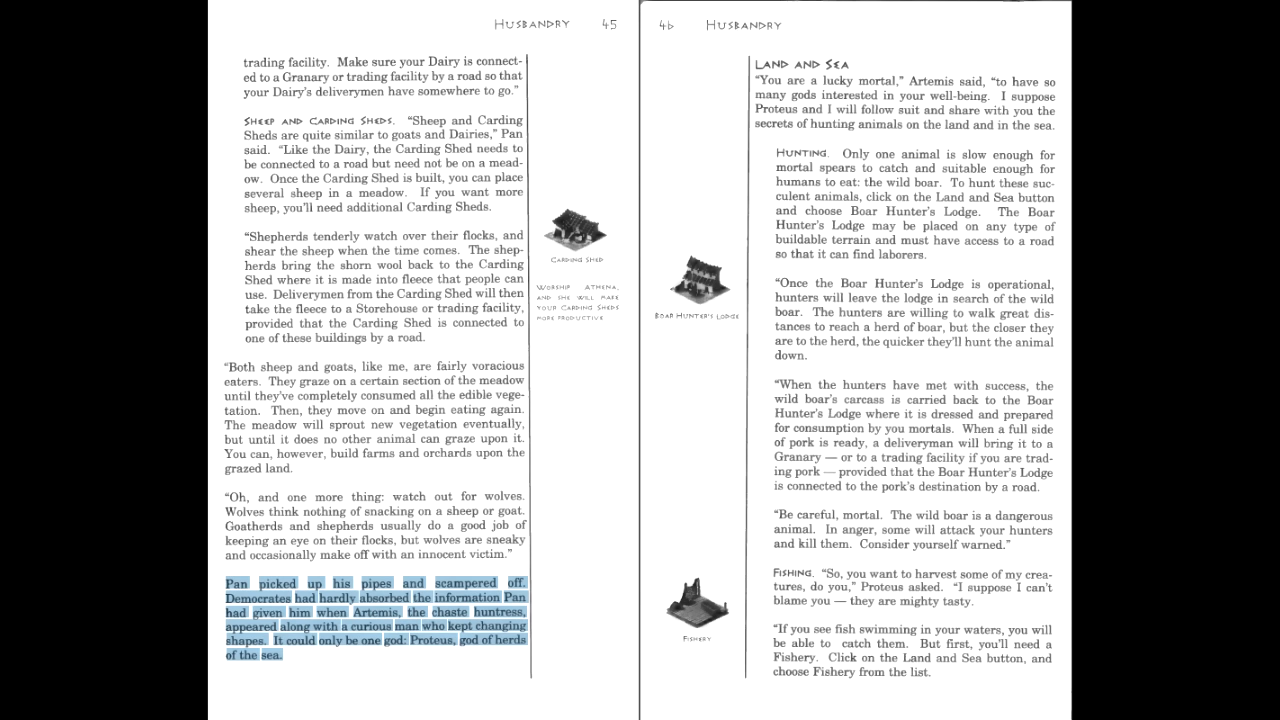 HUSBANDRY 45
trading facility. Make sure your Dairy is connect-
ed to a Granary or trading facility by a road so that
your Dairy's deliverymen have somewhere to go."
SHEEP AND CARDING SHEDS. "Sheep and Carding
Sheds are quite similar to goats and Dairies," Pan
said. "Like the Dairy, the Carding Shed needs to
be connected to a road but need not be on a mead-
ow. Once the Carding Shed is built, you can place
several sheep in a meadow. If you want more
sheep, you'll need additional Carding Sheds.
"Shepherds tenderly watch over their flocks, and
shear the sheep when the time comes. The shep-
herds bring the shorn wool back to the Carding
Shed where it is made into fleece that people can
use. Deliverymen from the Carding Shed will then
take the fleece to a Storehouse or trading facility,
provided that the Carding Shed is connected to
one of these buildings by a road.
CARDING SHED
WORSHIP ATHENA,
AND SHE WILL MAKE
YOUR CARDING SHEDS
MORE PRODUCTIVE
"Both sheep and goats, like me, are fairly voracious
eaters. They graze on a certain section of the meadow
until they've completely consumed all the edible vege-
tation. Then, they move on and begin eating again.
The meadow will sprout new vegetation eventually,
but until it does no other animal can graze upon it.
You can, however, build farms and orchards upon the
grazed land.
"Oh, and one more thing: watch out for wolves.
Wolves think nothing of snacking on a sheep or goat.
Goatherds and shepherds usually do a good job of
keeping an eye on their flocks, but wolves are sneaky
and occasionally make off with an innocent victim."
Pan picked up his pipes and scampered off.
Democrates had hardly absorbed the information Pan
had given him when Artemis, the chaste huntress,
appeared along with a curious man who kept changing
shapes. It could only be one god: Proteus, god of herds
of the sea.
46 HUSBANDRY
LAND AND SEA
"You are a lucky mortal," Artemis said, "to have so
many gods interested in your well-being. I suppose
Proteus and I will follow suit and share with you the
secrets of hunting animals on the land and in the sea.
HUNTING. Only one animal is slow enough for
mortal spears to catch and suitable enough for
humans to eat: the wild boar. To hunt these suc-
culent animals, click on the Land and Sea button
and choose Boar Hunter's Lodge. The Boar
Hunter's Lodge may be placed on any type of
buildable terrain and must have access to a road
so that it can find laborers.
BOAR HUNTER'S LODGE
"Once the Boar Hunter's Lodge is operational,
hunters will leave the lodge in search of the wild
boar. The hunters are willing to walk great dis-
tances to reach a herd of boar, but the closer they
are to the herd, the quicker they'll hunt the animal
down.
"When the hunters have met with success, the
wild boar's carcass is carried back to the Boar
Hunter's Lodge where it is dressed and prepared
for consumption by you mortals. When a full side
of pork is ready, a deliveryman will bring it to a
Granary — or to a trading facility if you are trad-
ing pork — provided that the Boar Hunter's Lodge
is connected to the pork's destination by a road.
"Be careful, mortal. The wild boar is a dangerous
animal. In anger, some will attack your hunters
and kill them. Consider yourself warned."
FISHING. "So, you want to harvest some of my crea-
tures, do you," Proteus asked. "I suppose I can't
blame you — they are mighty tasty.
FISHERY
"If you see fish swimming in your waters, you will
be able to catch them. But first, you'll need a
Fishery. Click on the Land and Sea button, and
choose Fishery from the list.